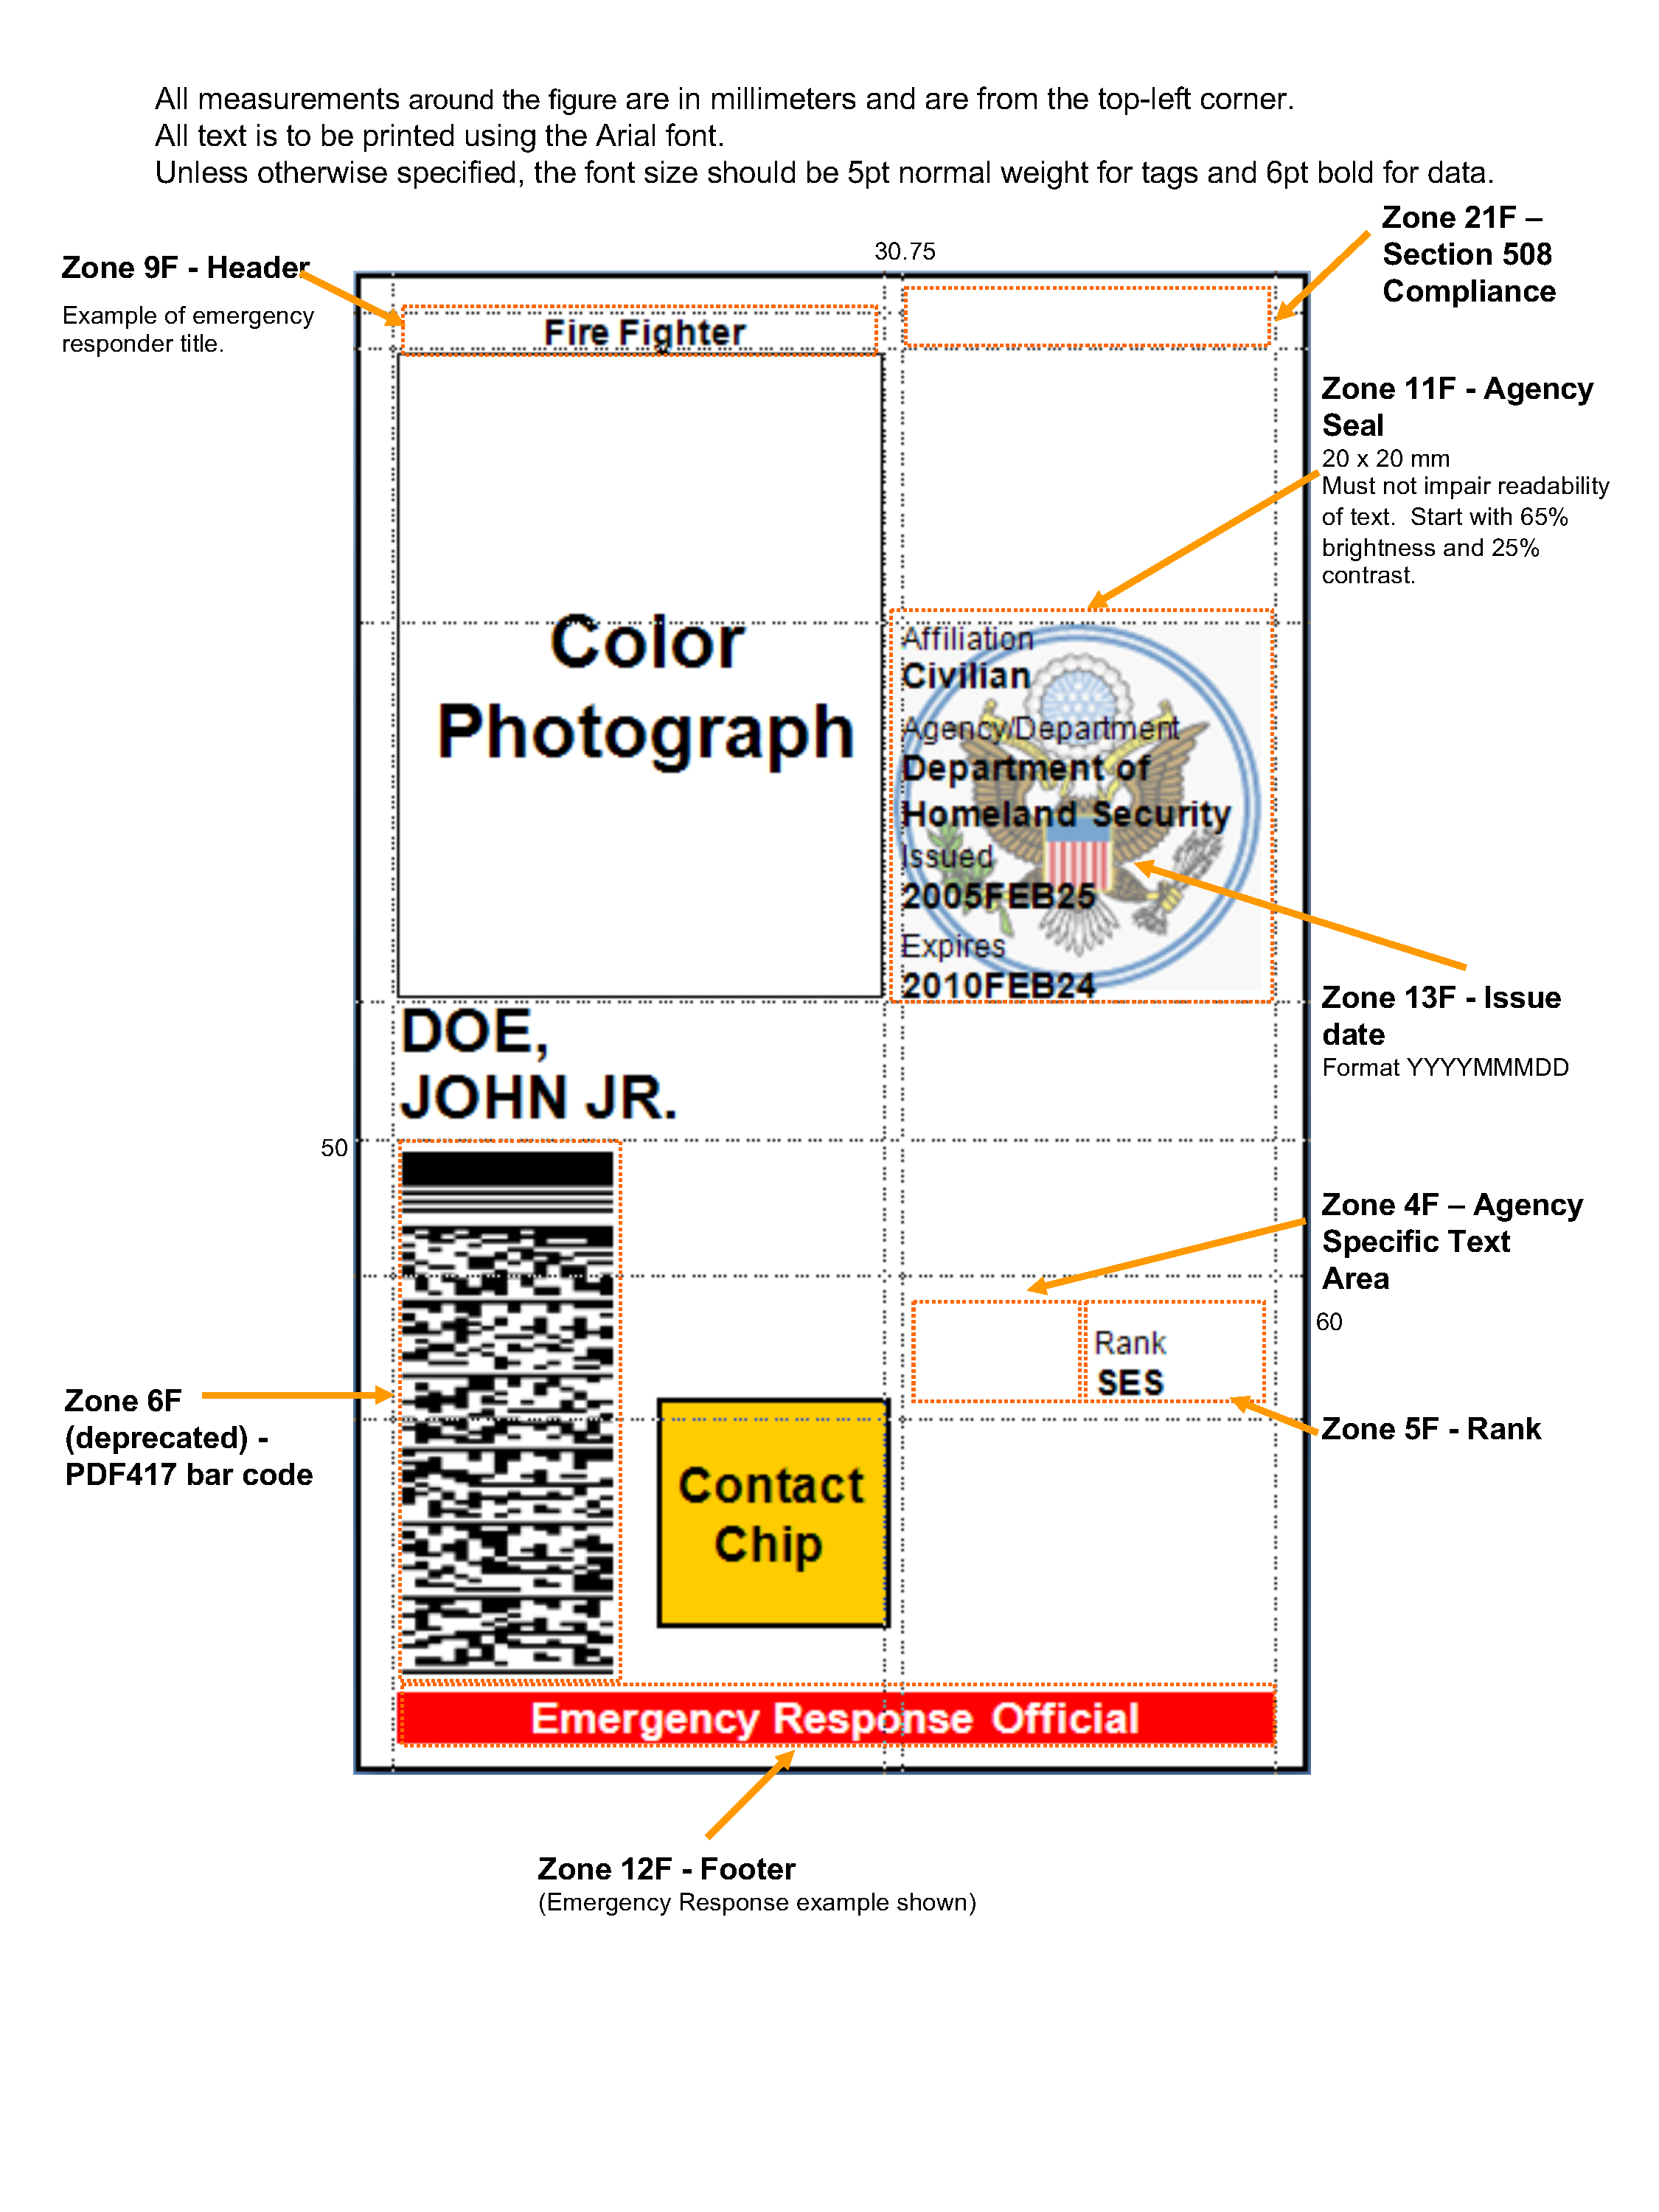 All measurements around the figure are in millimeters and are from the top-left corner.
All text is to be printed using the Arial font.
Unless otherwise specified, the font size should be 5pt normal weight for tags and 6pt bold for data.
Zone 21F –
Section 508
Compliance
30.75
Zone 9F - Header
Example of emergency
responder title.
Fire Fighter
Zone 11F - Agency
Seal
20 x 20 mm
Must not impair readability
of text.  Start with 65%
brightness and 25%
contrast.
Color
Photograph
Affiliation
Civilian
Agency/Department
Department of
Homeland Security
Issued
2005FEB25
Expires
2010FEB24
Zone 13F - Issue
date
Format YYYYMMMDD
DOE,
JOHN JR.
50
Zone 4F – Agency
Specific Text
Area
60
Rank
SES
Zone 5F - Rank
Zone 6F
(deprecated) -
PDF417 bar code
Contact
Chip
Emergency Response Official
Zone 12F - Footer
(Emergency Response example shown)